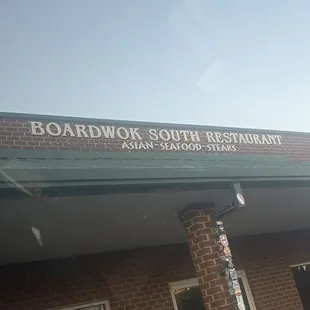 BOARDWOK SOUTH RESTAURANT
ASIAN-SEAFOOD-STEAKS